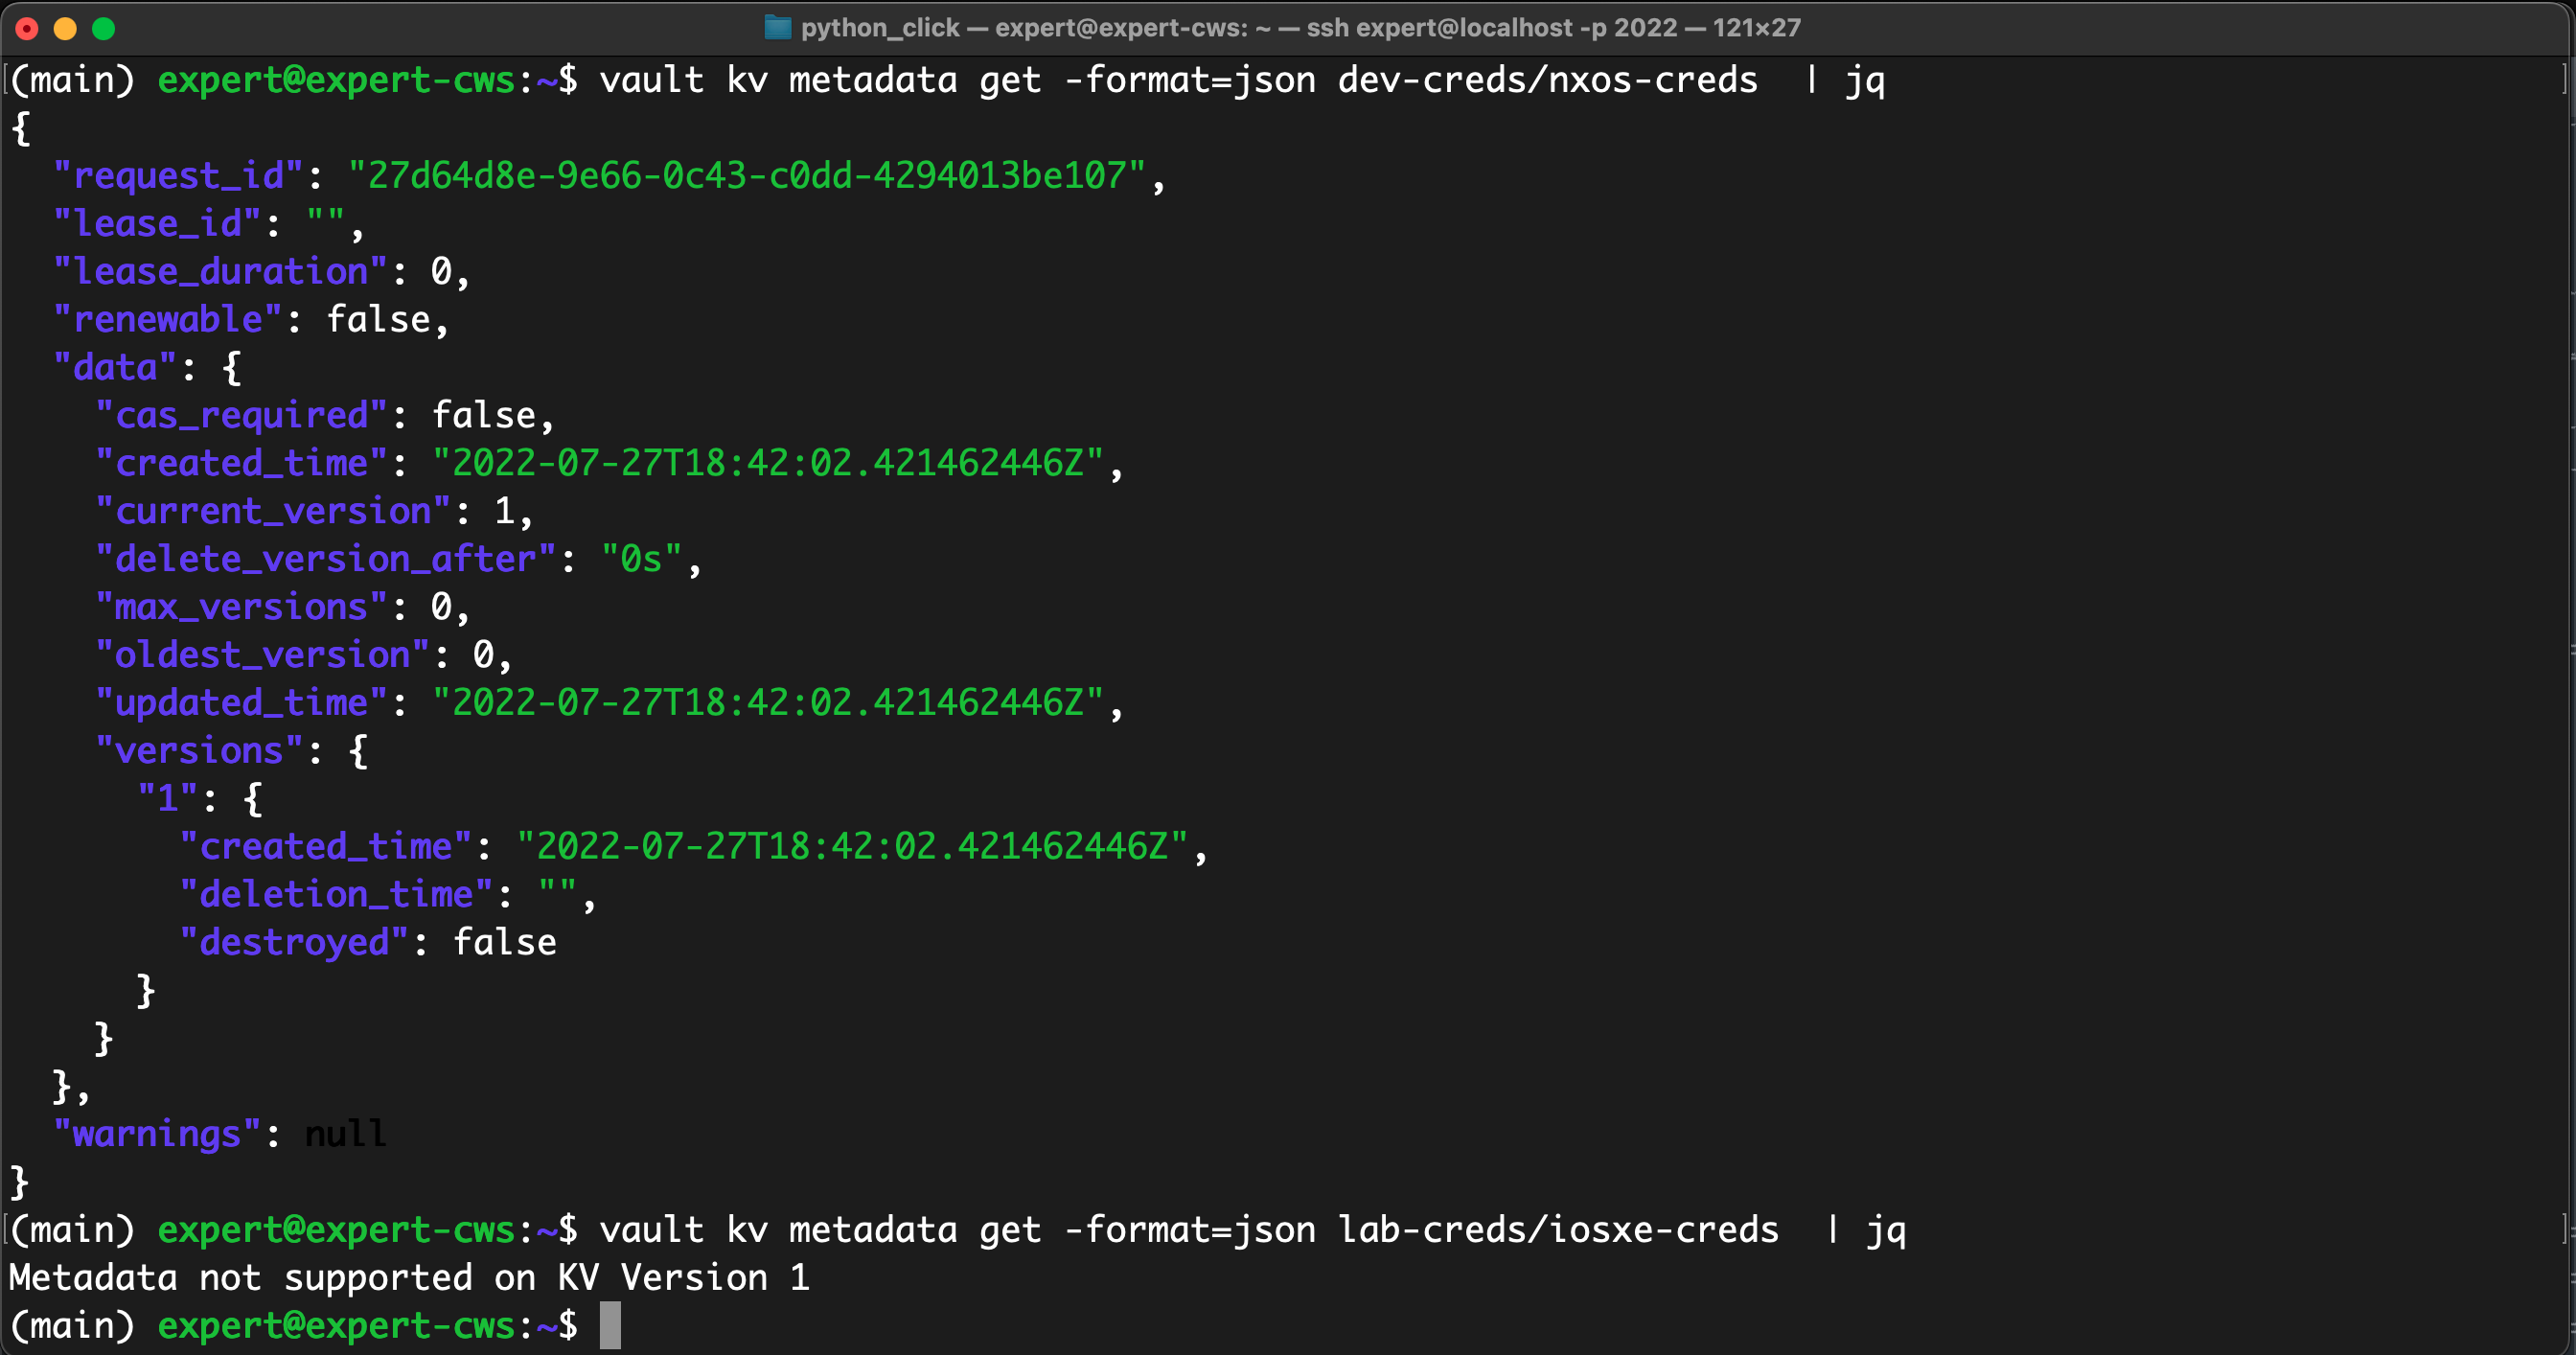 python_click — expert@expert-cws: ~ — ssh expert@localhost -p 2022 — 121×27
[(main) expert@expert-cws:~$ vault kv metadata get -format=json dev-creds/nxos-creds  | jq ]
{
  "request_id": "27d64d8e-9e66-0c43-c0dd-4294013be107",
  "lease_id": "",
  "lease_duration": 0,
  "renewable": false,
  "data": {
    "cas_required": false,
    "created_time": "2022-07-27T18:42:02.421462446Z",
    "current_version": 1,
    "delete_version_after": "0s",
    "max_versions": 0,
    "oldest_version": 0,
    "updated_time": "2022-07-27T18:42:02.421462446Z",
    "versions": {
      "1": {
        "created_time": "2022-07-27T18:42:02.421462446Z",
        "deletion_time": "",
        "destroyed": false
      }
    }
  },
  "warnings": null
}
[(main) expert@expert-cws:~$ vault kv metadata get -format=json lab-creds/iosxe-creds  | jq ]
Metadata not supported on KV Version 1
(main) expert@expert-cws:~$